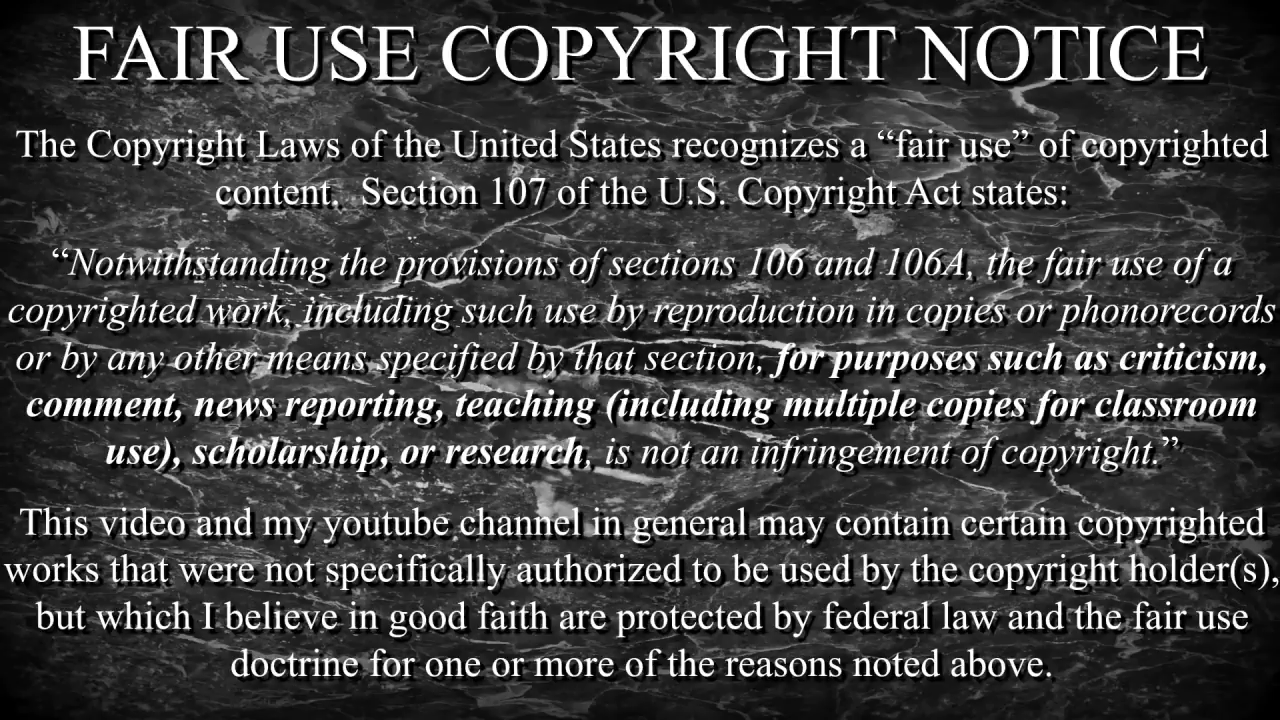 FAIR USE COPYRIGHT NOTICE
The Copyright Laws of the United States recognizes a “fair use” of copyrighted
content.  Section 107 of the U.S. Copyright Act states:
“Notwithstanding the provisions of sections 106 and 106A, the fair use of a
copyrighted work, including such use by reproduction in copies or phonorecords
or by any other means specified by that section, for purposes such as criticism,
comment, news reporting, teaching (including multiple copies for classroom
use), scholarship, or research, is not an infringement of copyright.”
This video and my youtube channel in general may contain certain copyrighted
works that were not specifically authorized to be used by the copyright holder(s),
but which I believe in good faith are protected by federal law and the fair use
doctrine for one or more of the reasons noted above.